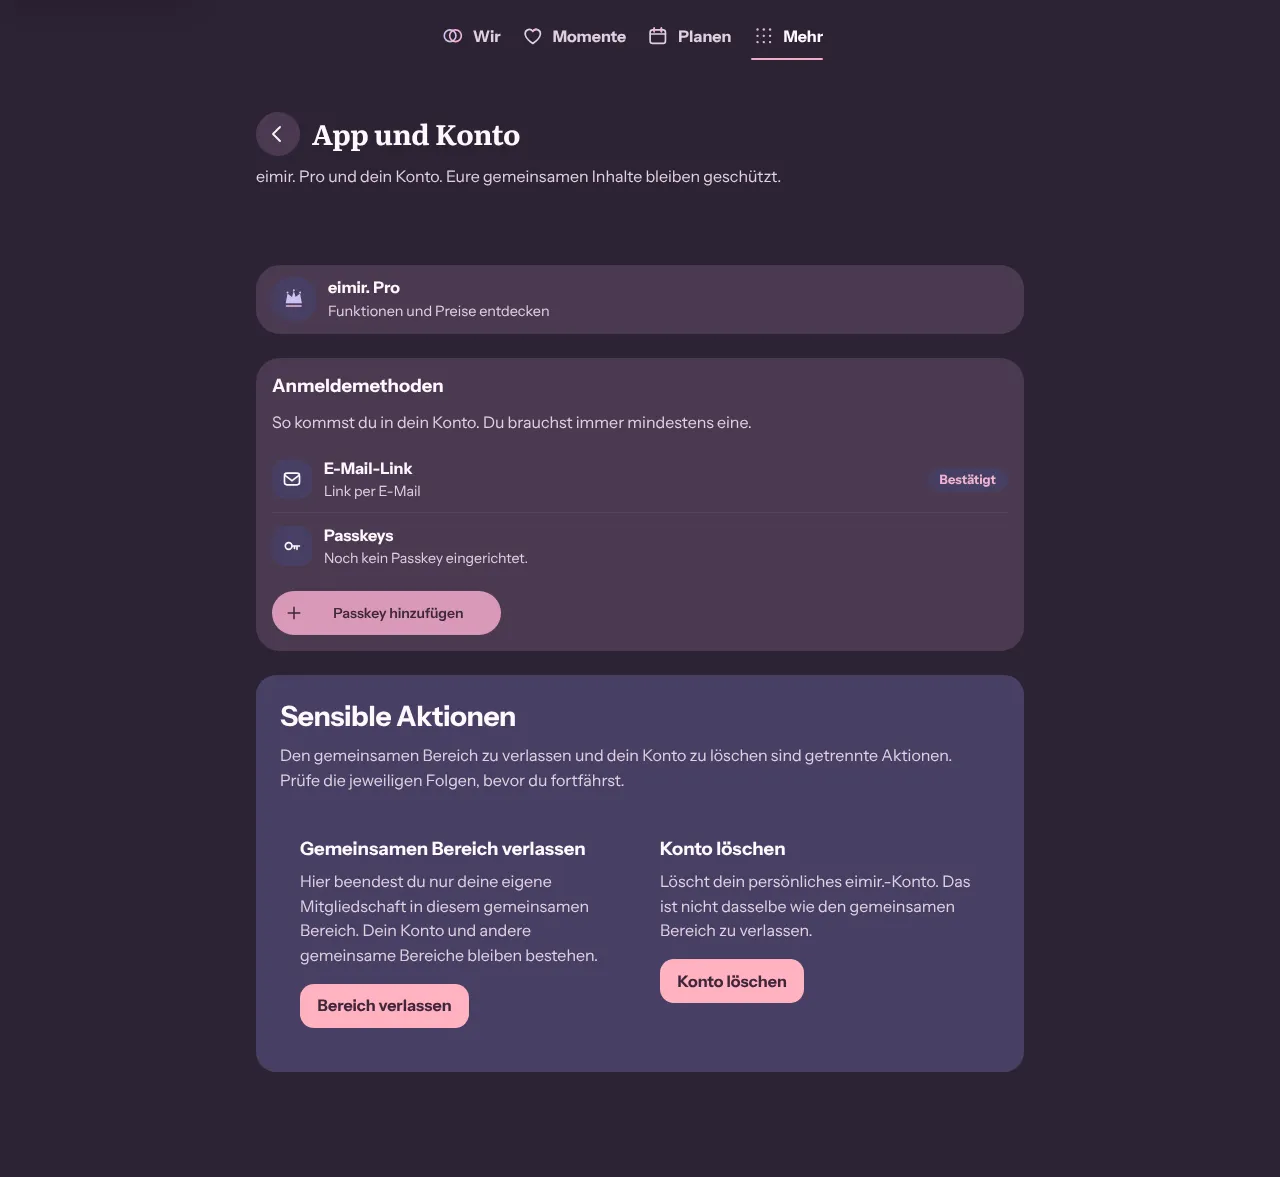 Wir Momente Planen Mehr
App und Konto
eimir. Pro und dein Konto. Eure gemeinsamen Inhalte bleiben geschützt.
eimir. Pro
Funktionen und Preise entdecken
Anmeldemethoden
So kommst du in dein Konto. Du brauchst immer mindestens eine.
E-Mail-Link
Link per E-Mail
Bestätigt
Passkeys
Noch kein Passkey eingerichtet.
Passkey hinzufügen
Sensible Aktionen
Den gemeinsamen Bereich zu verlassen und dein Konto zu löschen sind getrennte Aktionen.
Prüfe die jeweiligen Folgen, bevor du fortfährst.
Gemeinsamen Bereich verlassen
Hier beendest du nur deine eigene
Mitgliedschaft in diesem gemeinsamen
Bereich. Dein Konto und andere
gemeinsame Bereiche bleiben bestehen.
Bereich verlassen
Konto löschen
Löscht dein persönliches eimir.-Konto. Das
ist nicht dasselbe wie den gemeinsamen
Bereich zu verlassen.
Konto löschen